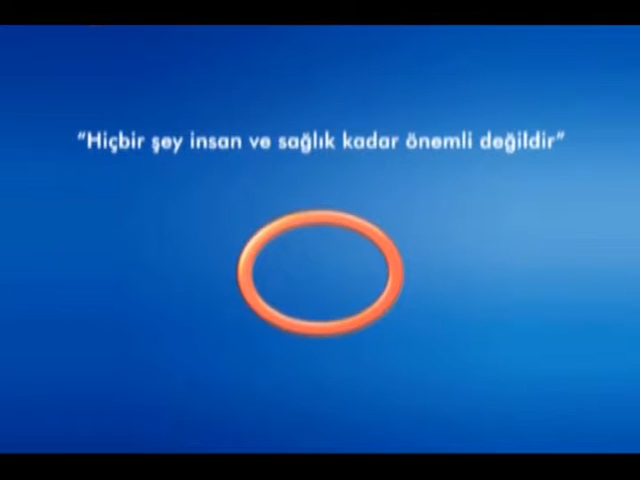 “Hiçbir şey insan ve sağlık kadar önemli değildir”